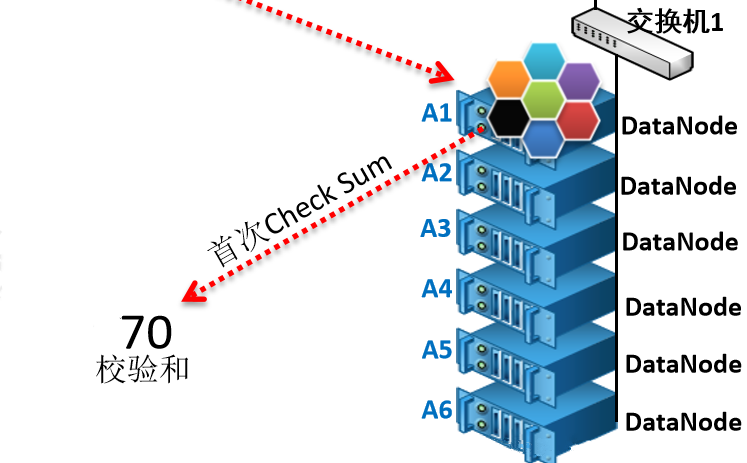 交换机1
A1
DataNode
A2
DataNode
首次Check Sum
A3
DataNode
A4
DataNode
70
校验和
A5
DataNode
A6
DataNode